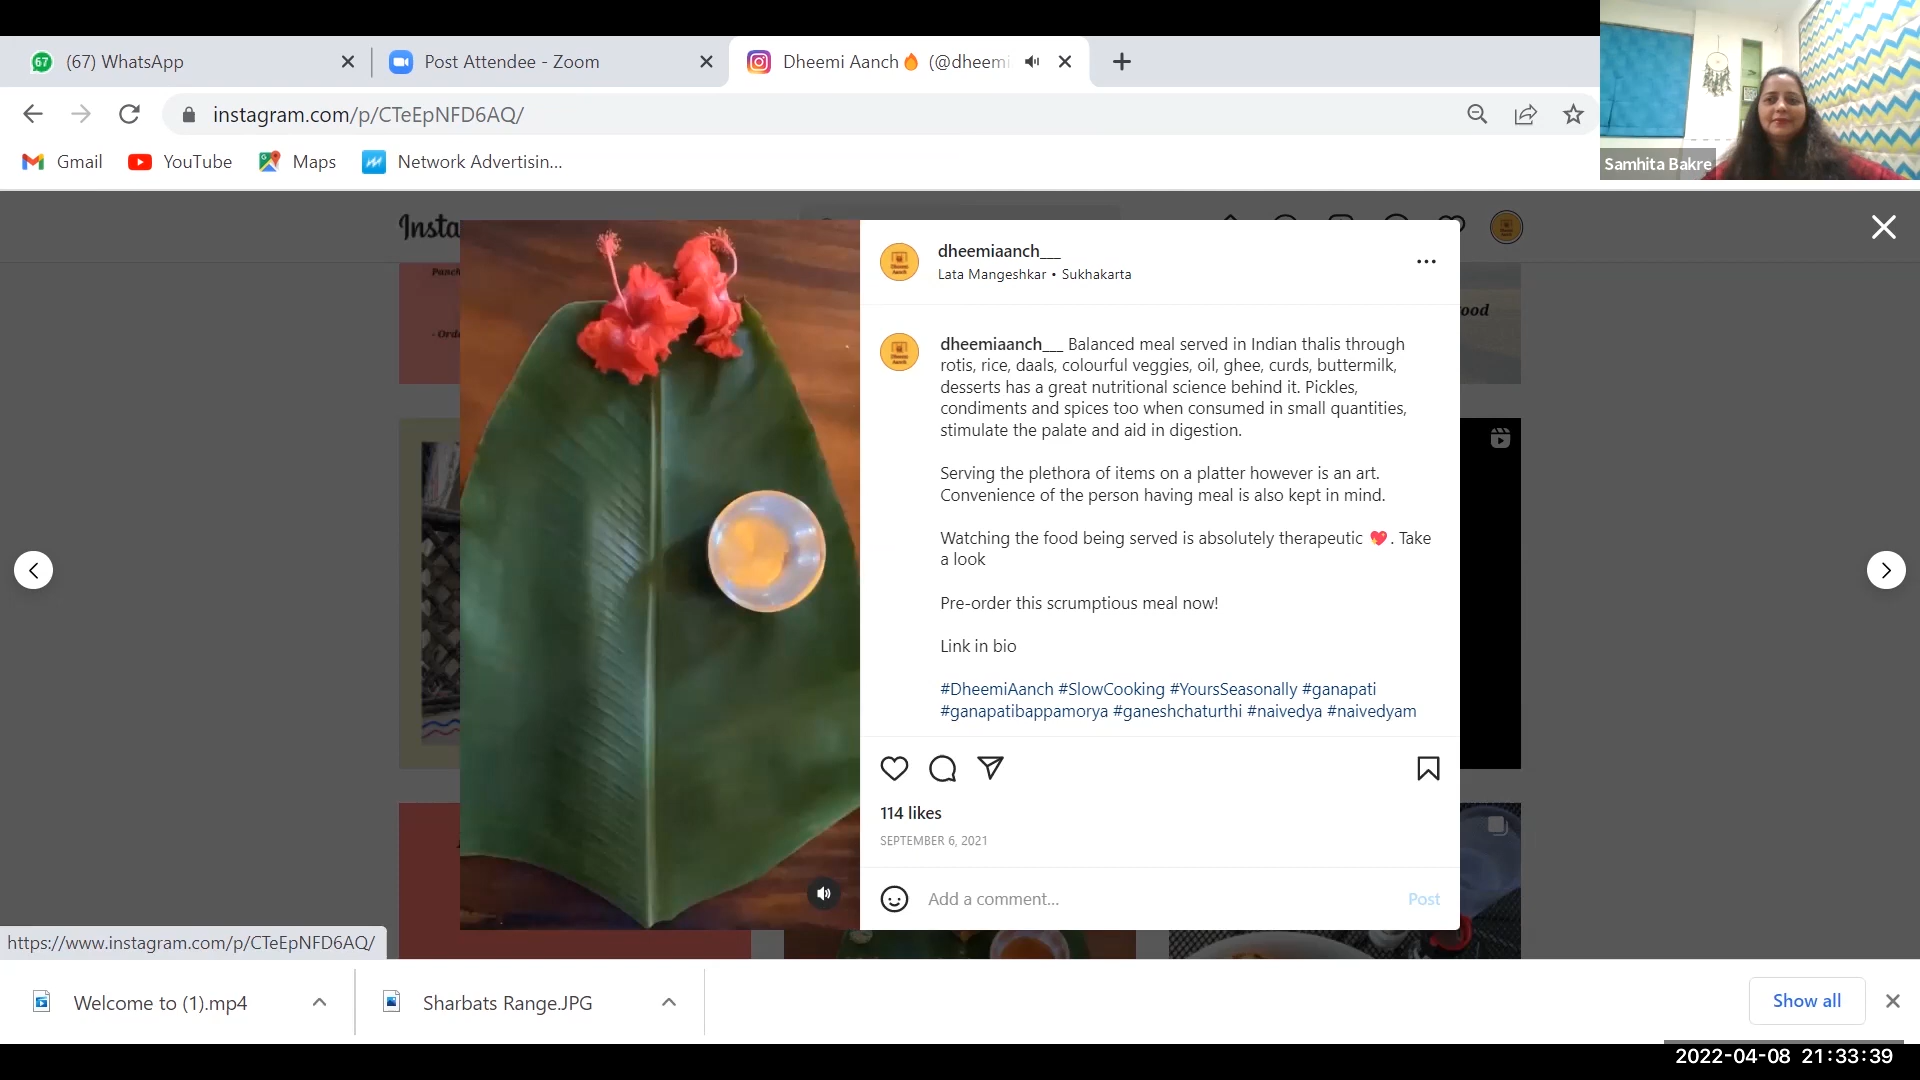 67
(67) WhatsApp
Post Attendee - Zoom
Dheemi Aanch🔥 (@dheemi
instagram.com/p/CTeEpNFD6AQ/
Gmail
YouTube
Maps
Network Advertisin...
Samhita Bakre
Insta
dheemiaanch___
Lata Mangeshkar • Sukhakarta
dheemiaanch___ Balanced meal served in Indian thalis through
rotis, rice, daals, colourful veggies, oil, ghee, curds, buttermilk,
desserts has a great nutritional science behind it. Pickles,
condiments and spices too when consumed in small quantities,
stimulate the palate and aid in digestion.
Serving the plethora of items on a platter however is an art.
Convenience of the person having meal is also kept in mind.
Watching the food being served is absolutely therapeutic 💖. Take
a look
Pre-order this scrumptious meal now!
Link in bio
#DheemiAanch #SlowCooking #YoursSeasonally #ganapati
#ganapatibappamorya #ganeshchaturthi #naivedya #naivedyam
114 likes
SEPTEMBER 6, 2021
Add a comment...
Post
ood
https://www.instagram.com/p/CTeEpNFD6AQ/
Welcome to (1).mp4
Sharbats Range.JPG
Show all
2022-04-08 21:33:39